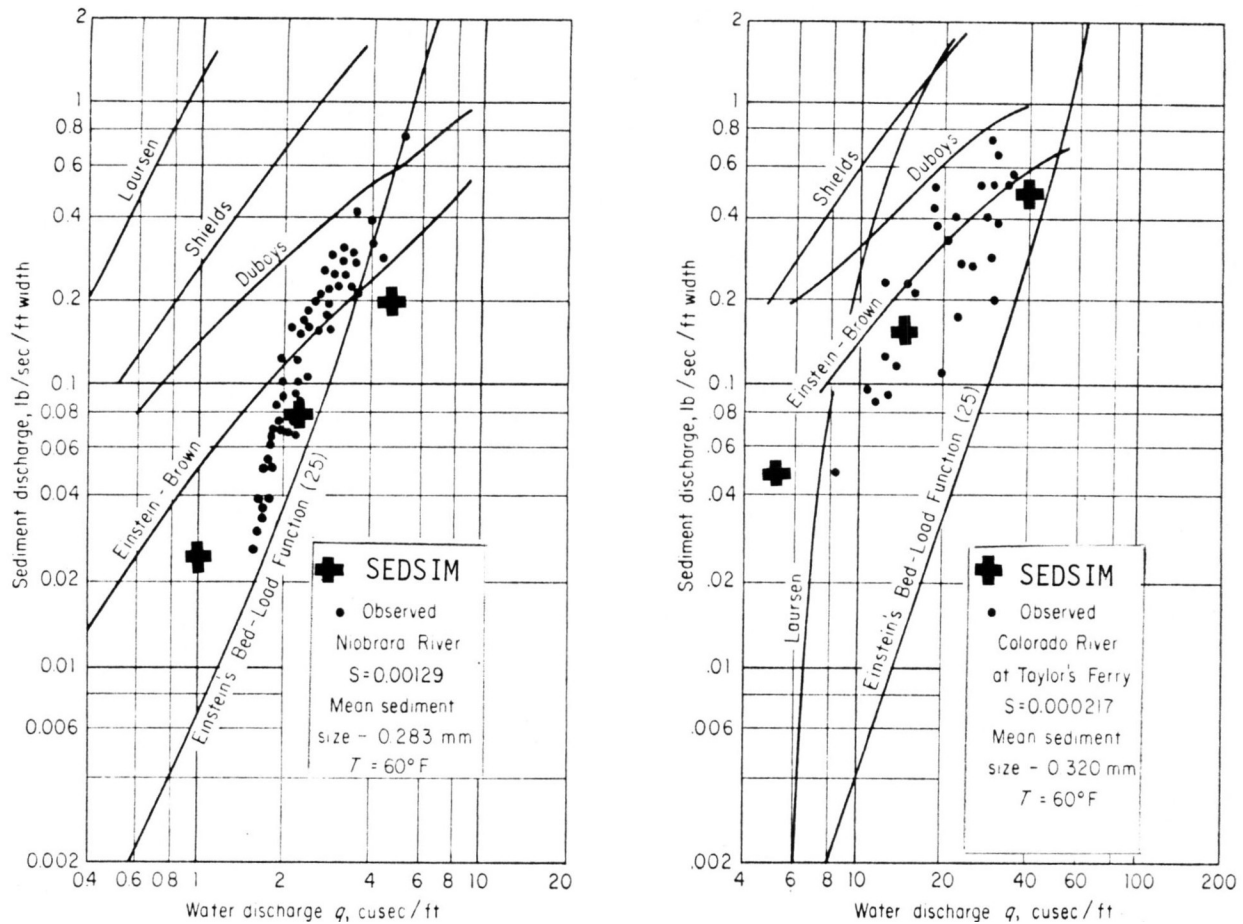 2
1
0.8
0.6
0.4
0.2
0.1
0.08
0.06
0.04
0.02
0.01
0.006
0.002
Sediment discharge, lb/sec/ft width
Laursen
Shields
Duboys
Einstein - Brown
Einstein's Bed-Load Function (25)
SEDSIM
Observed
Niobrara River
S=0.00129
Mean sediment
size - 0.283 mm
T = 60°F
0.4 0.6 0.8 1 2 4 6 8 10 20
Water discharge q, cusec/ft
2
1
0.8
0.6
0.4
0.2
0.1
.08
.06
.04
.02
.01
.006
.002
Sediment discharge, lb/sec/ft width
Shields
Duboys
Einstein - Brown
Laursen
Einstein's Bed-Load Function (25)
SEDSIM
Observed
Colorado River
at Taylor's Ferry
S=0.000217
Mean sediment
size - 0.320 mm
T = 60°F
4 6 8 10 20 40 60 100 200
Water discharge q, cusec/ft